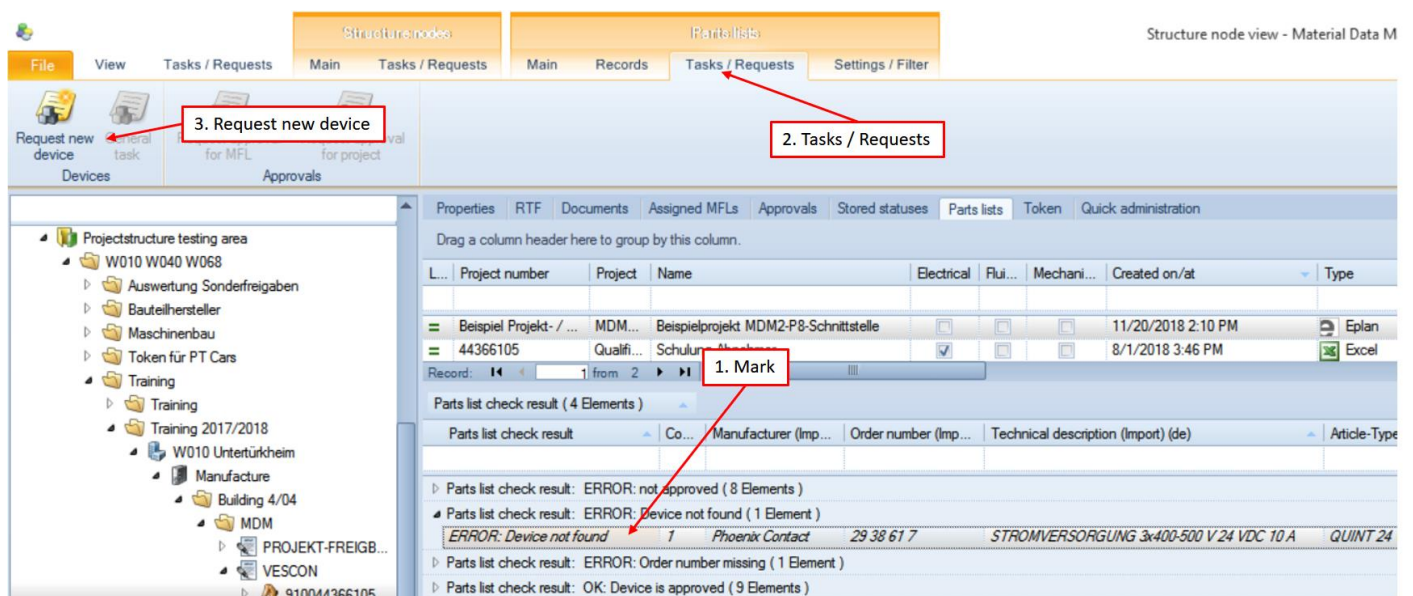 Structure nodes Parts lists Structure node view - Material Data M
File View Tasks / Requests Main Tasks / Requests Main Records Tasks / Requests Settings / Filter
3. Request new device
2. Tasks / Requests
Request new device
General task
for MFL
for project
Devices Approvals
Properties RTF Documents Assigned MFLs Approvals Stored statuses Parts lists Token Quick administration
Drag a column header here to group by this column.
L... Project number Project Name Electrical Flui... Mechani... Created on/at Type
= Beispiel Projekt- / ... MDM... Beispielprojekt MDM2-P8-Schnittstelle 11/20/2018 2:10 PM Eplan
= 44366105 Qualifi... Schulung 8/1/2018 3:46 PM Excel
Record: 1 from 2
1. Mark
Parts list check result ( 4 Elements )
Parts list check result Co... Manufacturer (Imp... Order number (Imp... Technical description (Import) (de) Article-Type
Parts list check result: ERROR: not approved ( 8 Elements )
Parts list check result: ERROR: Device not found ( 1 Element )
ERROR: Device not found 1 Phoenix Contact 29 38 61 7 STROMVERSORGUNG 3x400-500 V 24 VDC 10 A QUINT 24
Parts list check result: ERROR: Order number missing ( 1 Element )
Parts list check result: OK: Device is approved ( 9 Elements )
Projectstructure testing area
W010 W040 W068
Auswertung Sonderfreigaben
Bauteilhersteller
Maschinenbau
Token für PT Cars
Training
Training
Training 2017/2018
W010 Untertürkheim
Manufacture
Building 4/04
MDM
PROJEKT-FREIGB...
VESCON
910044366105